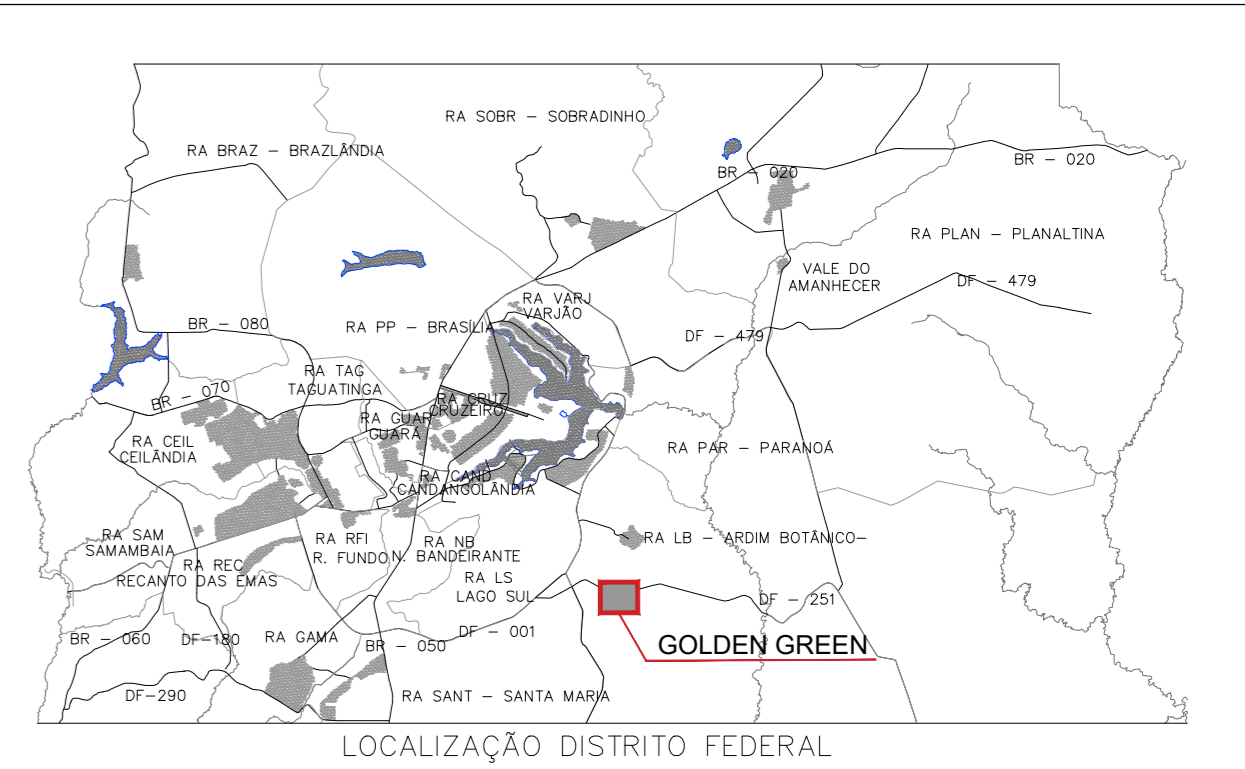 RA SOBR – SOBRADINHO
RA BRAZ – BRAZLÂNDIA
BR – 020
BR – 020
RA PLAN – PLANALTINA
VALE DO
AMANHECER
DF – 479
RA VARJ
VARJÃO
BR – 080
RA PP – BRASÍLIA
DF – 479
RA TAG
TAGUATINGA
BR – 070
RA CRUZ
CRUZEIRO
RA GUAR
GUARÁ
RA CEIL
CEILÂNDIA
RA PAR – PARANOÁ
RA CAND
CANDANGOLÂNDIA
RA SAM
SAMAMBAIA
RA RFI
R. FUNDO
RA NB
N. BANDEIRANTE
RA LB – ARDIM BOTÂNICO–
RA REC
RECANTO DAS EMAS
RA LS
LAGO SUL
DF – 251
BR – 060
DF–180
RA GAMA
DF – 001
BR – 050
GOLDEN GREEN
DF–290
RA SANT – SANTA MARIA
LOCALIZAÇÃO DISTRITO FEDERAL